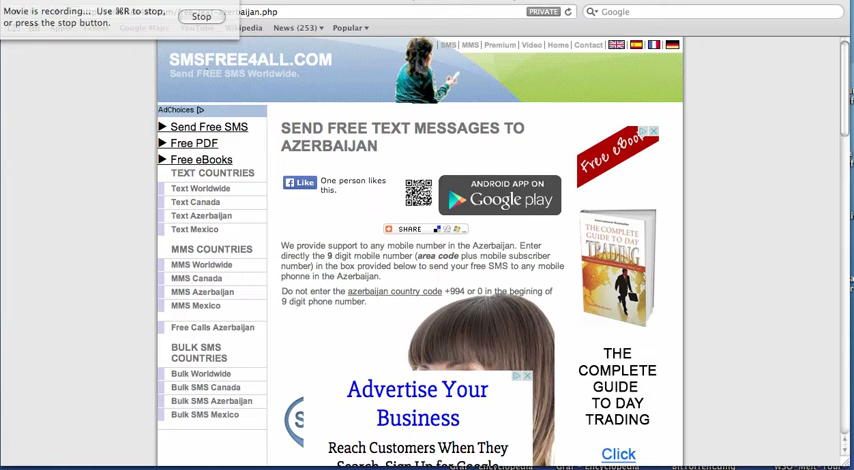 Movie is recording... Use ⌘R to stop,
or press the stop button.
Stop
azerbaijan.php
PRIVATE
Google
Wikipedia
News (253)
Popular
SMS | MMS | Premium | Video | Home | Contact |
SMSFREE4ALL.COM
Send FREE SMS Worldwide.
AdChoices
Send Free SMS
Free PDF
Free eBooks
TEXT COUNTRIES
Text Worldwide
Text Canada
Text Azerbaijan
Text Mexico
MMS COUNTRIES
MMS Worldwide
MMS Canada
MMS Azerbaijan
MMS Mexico
Free Calls Azerbaijan
BULK SMS
COUNTRIES
Bulk Worldwide
Bulk SMS Canada
Bulk SMS Azerbaijan
Bulk SMS Mexico
SEND FREE TEXT MESSAGES TO
AZERBAIJAN
Like
One person likes
this.
ANDROID APP ON
Google play
SHARE
We provide support to any mobile number in the Azerbaijan. Enter
directly the 9 digit mobile number (area code plus mobile subscriber
number) in the box provided below to send your free SMS to any mobile
phonne in the Azerbaijan.
Do not enter the azerbaijan country code +994 or 0 in the begining of
9 digit phone number.
Advertise Your
Business
Reach Customers When They
Free eBook
THE COMPLETE
GUIDE TO DAY
TRADING
THE
COMPLETE
GUIDE
TO DAY
TRADING
Click